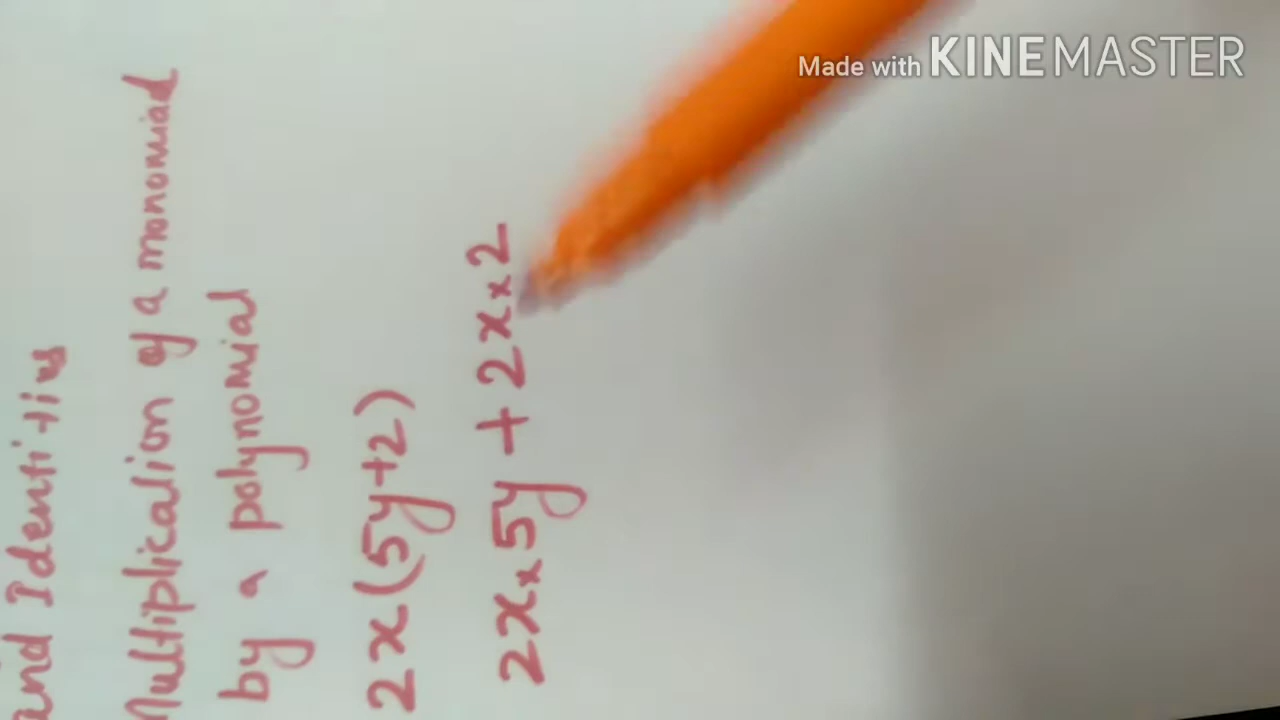 Made with KINEMASTER
and Identities
Multiplication of a monomial
by a polynomial
2x(5y+2)
2x×5y + 2x×2